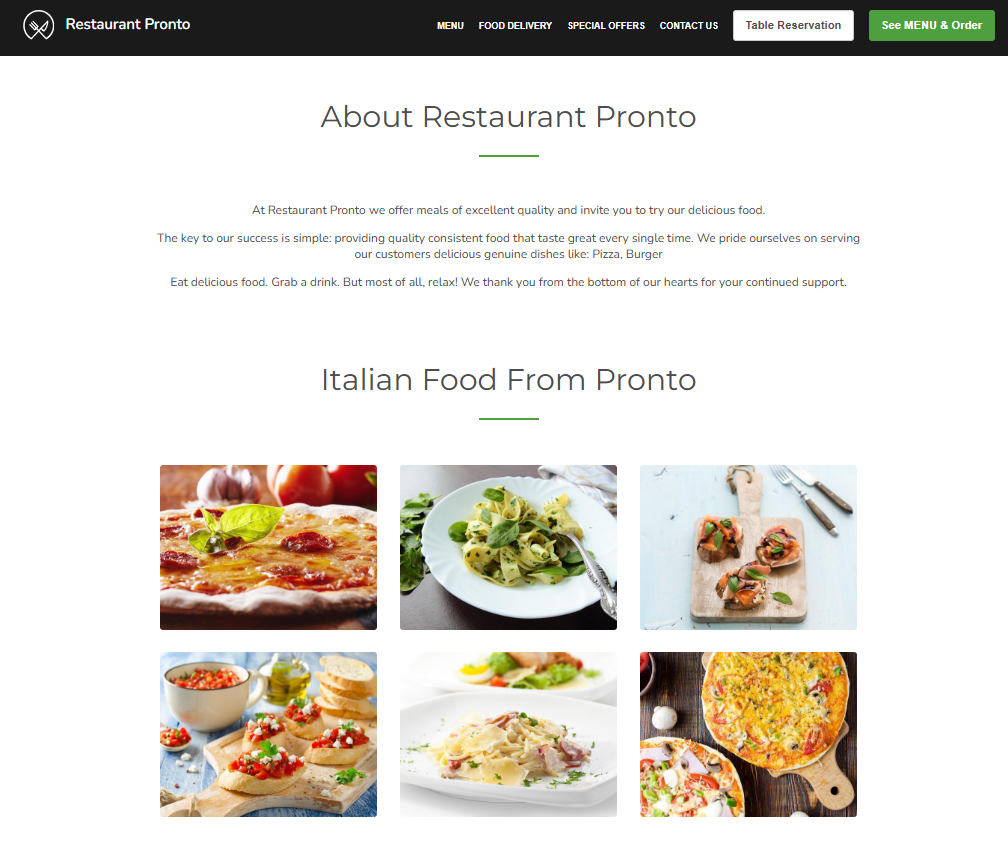 Restaurant Pronto
MENU FOOD DELIVERY SPECIAL OFFERS CONTACT US Table Reservation See MENU & Order
About Restaurant Pronto
At Restaurant Pronto we offer meals of excellent quality and invite you to try our delicious food.
The key to our success is simple: providing quality consistent food that taste great every single time. We pride ourselves on serving
our customers delicious genuine dishes like: Pizza, Burger
Eat delicious food. Grab a drink. But most of all, relax! We thank you from the bottom of our hearts for your continued support.
Italian Food From Pronto